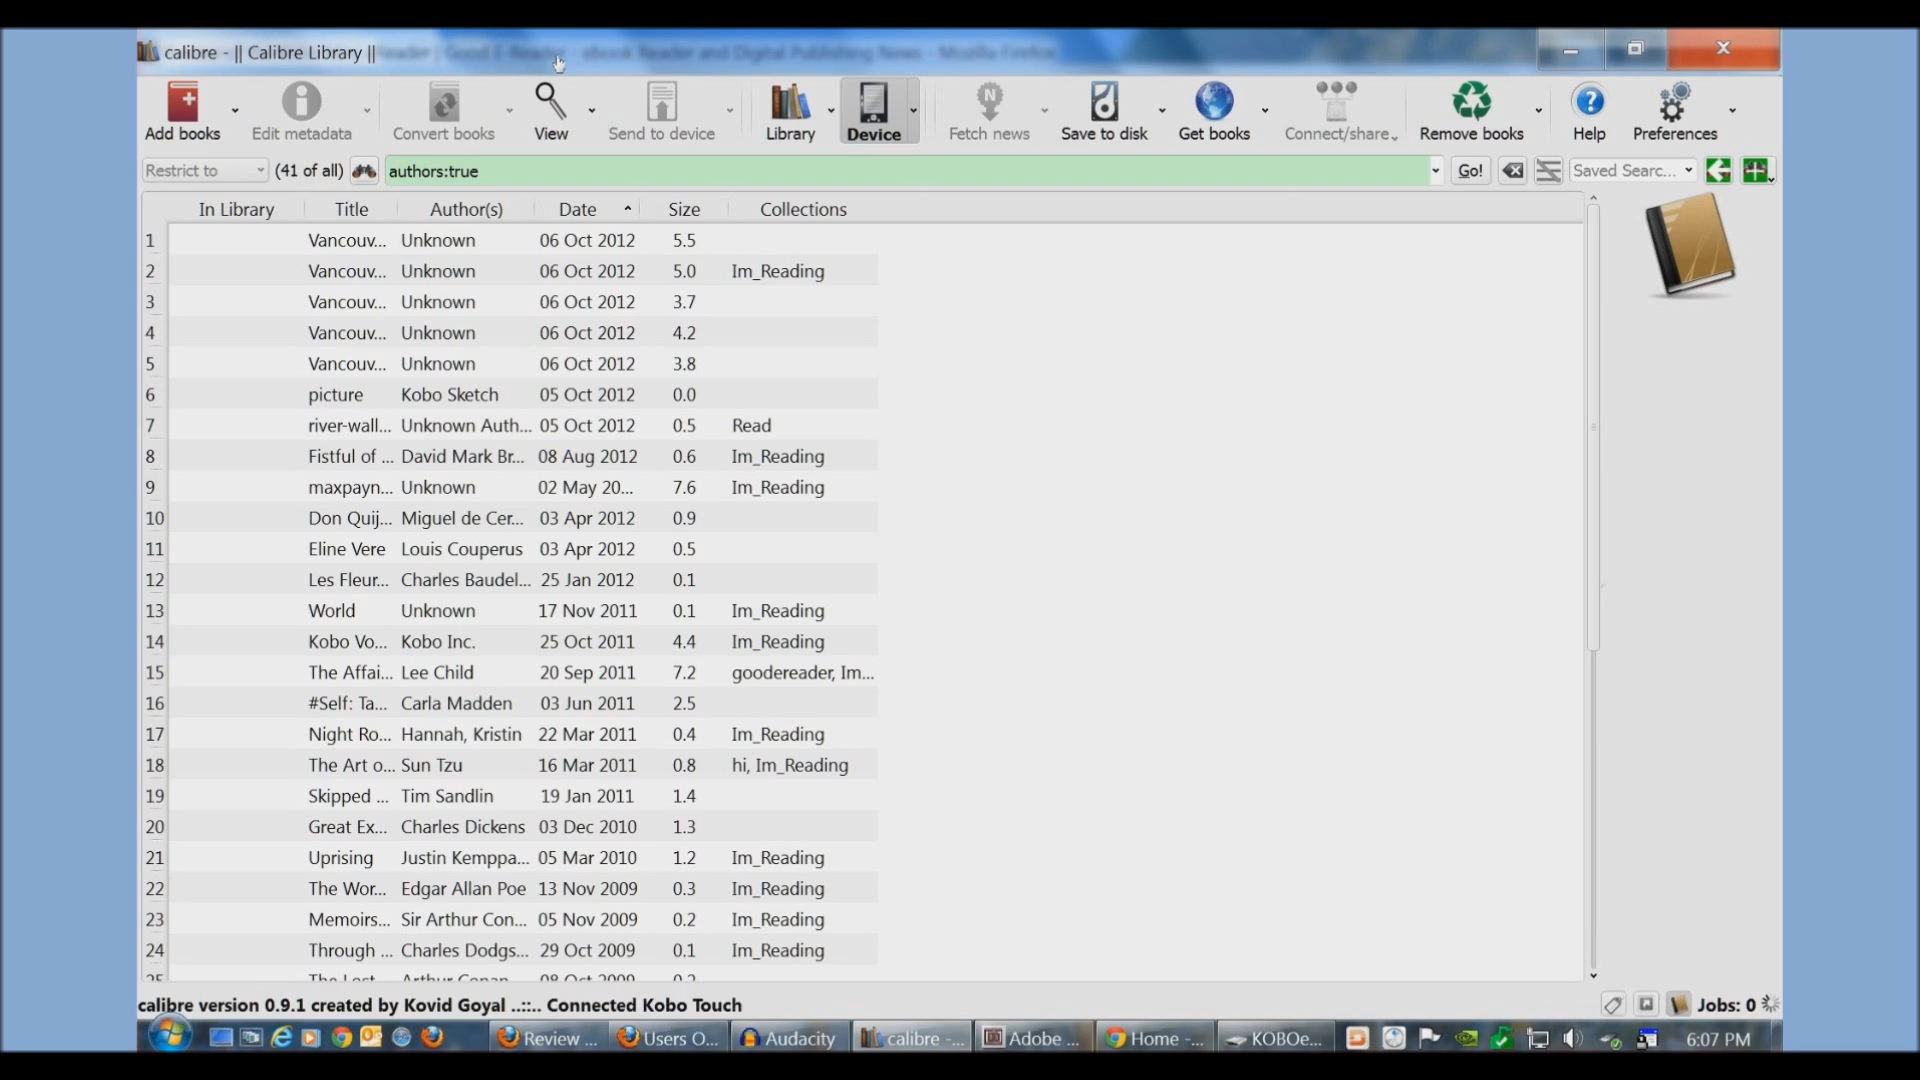 calibre - || Calibre Library ||
Add books Edit metadata Convert books View Send to device Library Device Fetch news Save to disk Get books Connect/share Remove books Help Preferences
Restrict to (41 of all) authors:true Go! Saved Searc...
In Library Title Author(s) Date Size Collections
1 Vancouv... Unknown 06 Oct 2012 5.5
2 Vancouv... Unknown 06 Oct 2012 5.0 Im_Reading
3 Vancouv... Unknown 06 Oct 2012 3.7
4 Vancouv... Unknown 06 Oct 2012 4.2
5 Vancouv... Unknown 06 Oct 2012 3.8
6 picture Kobo Sketch 05 Oct 2012 0.0
7 river-wall... Unknown Auth... 05 Oct 2012 0.5 Read
8 Fistful of ... David Mark Br... 08 Aug 2012 0.6 Im_Reading
9 maxpayn... Unknown 02 May 20... 7.6 Im_Reading
10 Don Quij... Miguel de Cer... 03 Apr 2012 0.9
11 Eline Vere Louis Couperus 03 Apr 2012 0.5
12 Les Fleur... Charles Baudel... 25 Jan 2012 0.1
13 World Unknown 17 Nov 2011 0.1 Im_Reading
14 Kobo Vo... Kobo Inc. 25 Oct 2011 4.4 Im_Reading
15 The Affai... Lee Child 20 Sep 2011 7.2 goodereader, Im...
16 #Self: Ta... Carla Madden 03 Jun 2011 2.5
17 Night Ro... Hannah, Kristin 22 Mar 2011 0.4 Im_Reading
18 The Art o... Sun Tzu 16 Mar 2011 0.8 hi, Im_Reading
19 Skipped ... Tim Sandlin 19 Jan 2011 1.4
20 Great Ex... Charles Dickens 03 Dec 2010 1.3
21 Uprising Justin Kemppa... 05 Mar 2010 1.2 Im_Reading
22 The Wor... Edgar Allan Poe 13 Nov 2009 0.3 Im_Reading
23 Memoirs... Sir Arthur Con... 05 Nov 2009 0.2 Im_Reading
24 Through ... Charles Dodgs... 29 Oct 2009 0.1 Im_Reading
calibre version 0.9.1 created by Kovid Goyal ..::.. Connected Kobo Touch Jobs: 0
Review ... Users O... Audacity calibre -... Adobe ... Home -... KOBOe... 6:07 PM